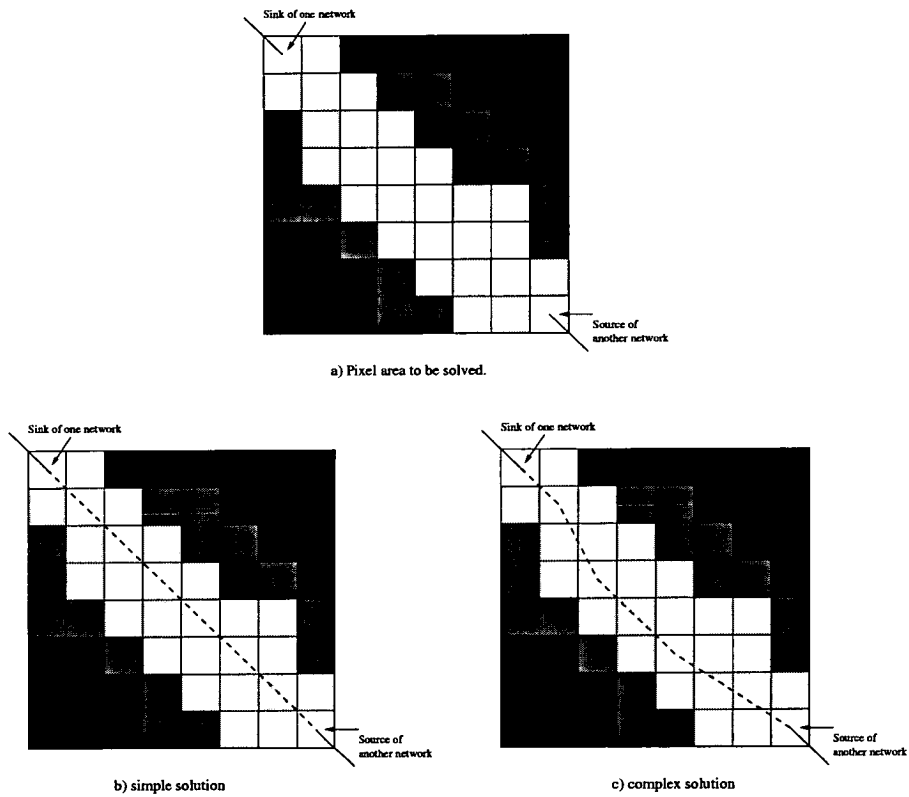 Sink of one network
Source of
another network
a) Pixel area to be solved.
Sink of one network
Sink of one network
Source of
another network
Source of
another network
b) simple solution
c) complex solution